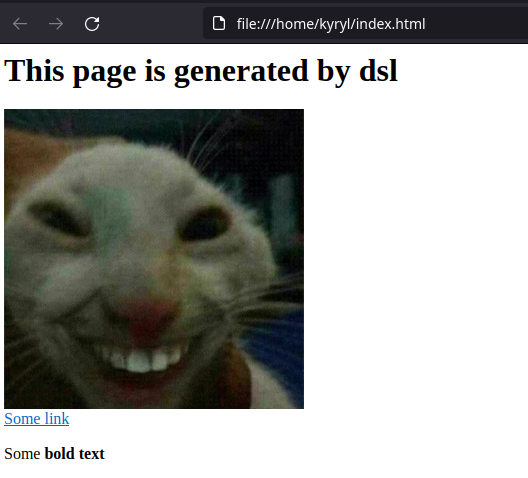 file:///home/kyryl/index.html
This page is generated by dsl
Some link
Some bold text